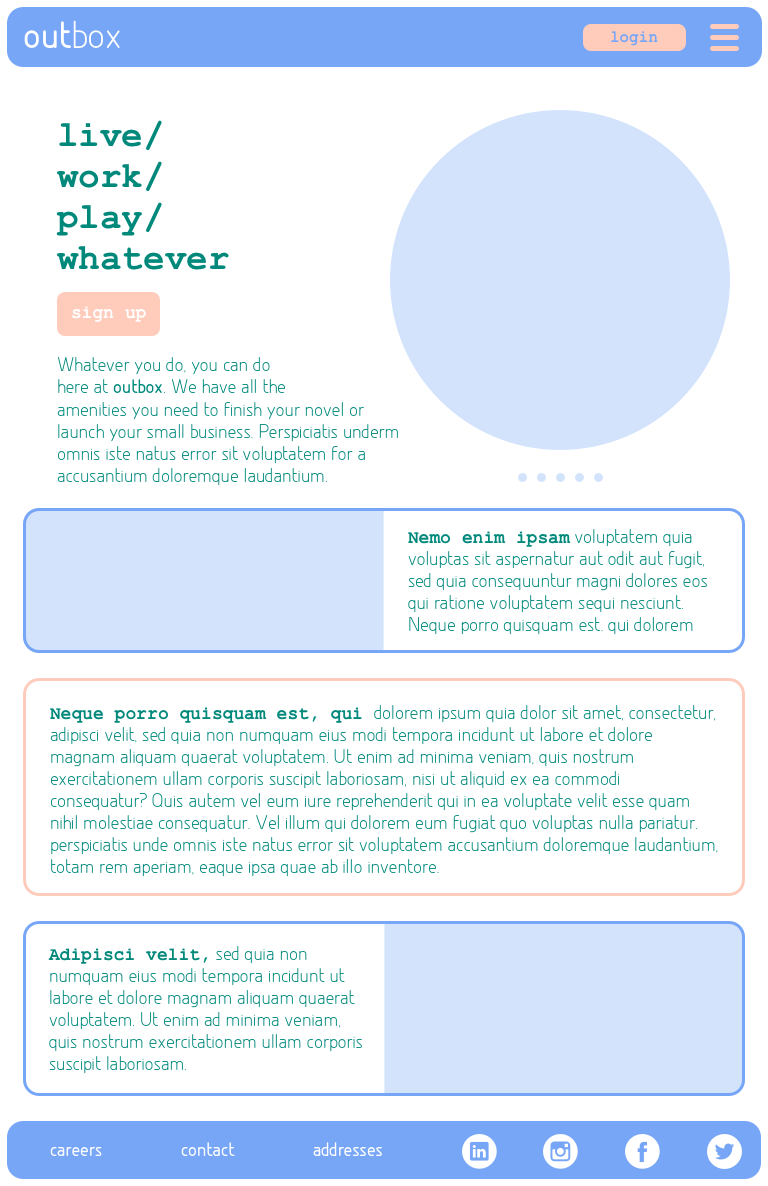 outbox
login
live/
work/
play/
whatever
sign up
Whatever you do, you can do
here at outbox. We have all the
amenities you need to finish your novel or
launch your small business. Perspiciatis underm
omnis iste natus error sit voluptatem for a
accusantium doloremque laudantium.
Nemo enim ipsam voluptatem quia
voluptas sit aspernatur aut odit aut fugit,
sed quia consequuntur magni dolores eos
qui ratione voluptatem sequi nesciunt.
Neque porro quisquam est. qui dolorem
Neque porro quisquam est, qui dolorem ipsum quia dolor sit amet, consectetur,
adipisci velit, sed quia non numquam eius modi tempora incidunt ut labore et dolore
magnam aliquam quaerat voluptatem. Ut enim ad minima veniam, quis nostrum
exercitationem ullam corporis suscipit laboriosam, nisi ut aliquid ex ea commodi
consequatur? Quis autem vel eum iure reprehenderit qui in ea voluptate velit esse quam
nihil molestiae consequatur. Vel illum qui dolorem eum fugiat quo voluptas nulla pariatur.
perspiciatis unde omnis iste natus error sit voluptatem accusantium doloremque laudantium,
totam rem aperiam, eaque ipsa quae ab illo inventore.
Adipisci velit, sed quia non
numquam eius modi tempora incidunt ut
labore et dolore magnam aliquam quaerat
voluptatem. Ut enim ad minima veniam,
quis nostrum exercitationem ullam corporis
suscipit laboriosam.
careers contact addresses